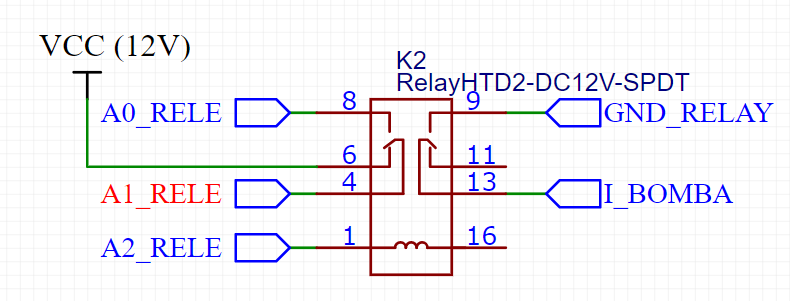 VCC (12V)
K2
RelayHTD2-DC12V-SPDT
A0_RELE 8 9 GND_RELAY
6 11
A1_RELE 4 13 I_BOMBA
A2_RELE 1 16